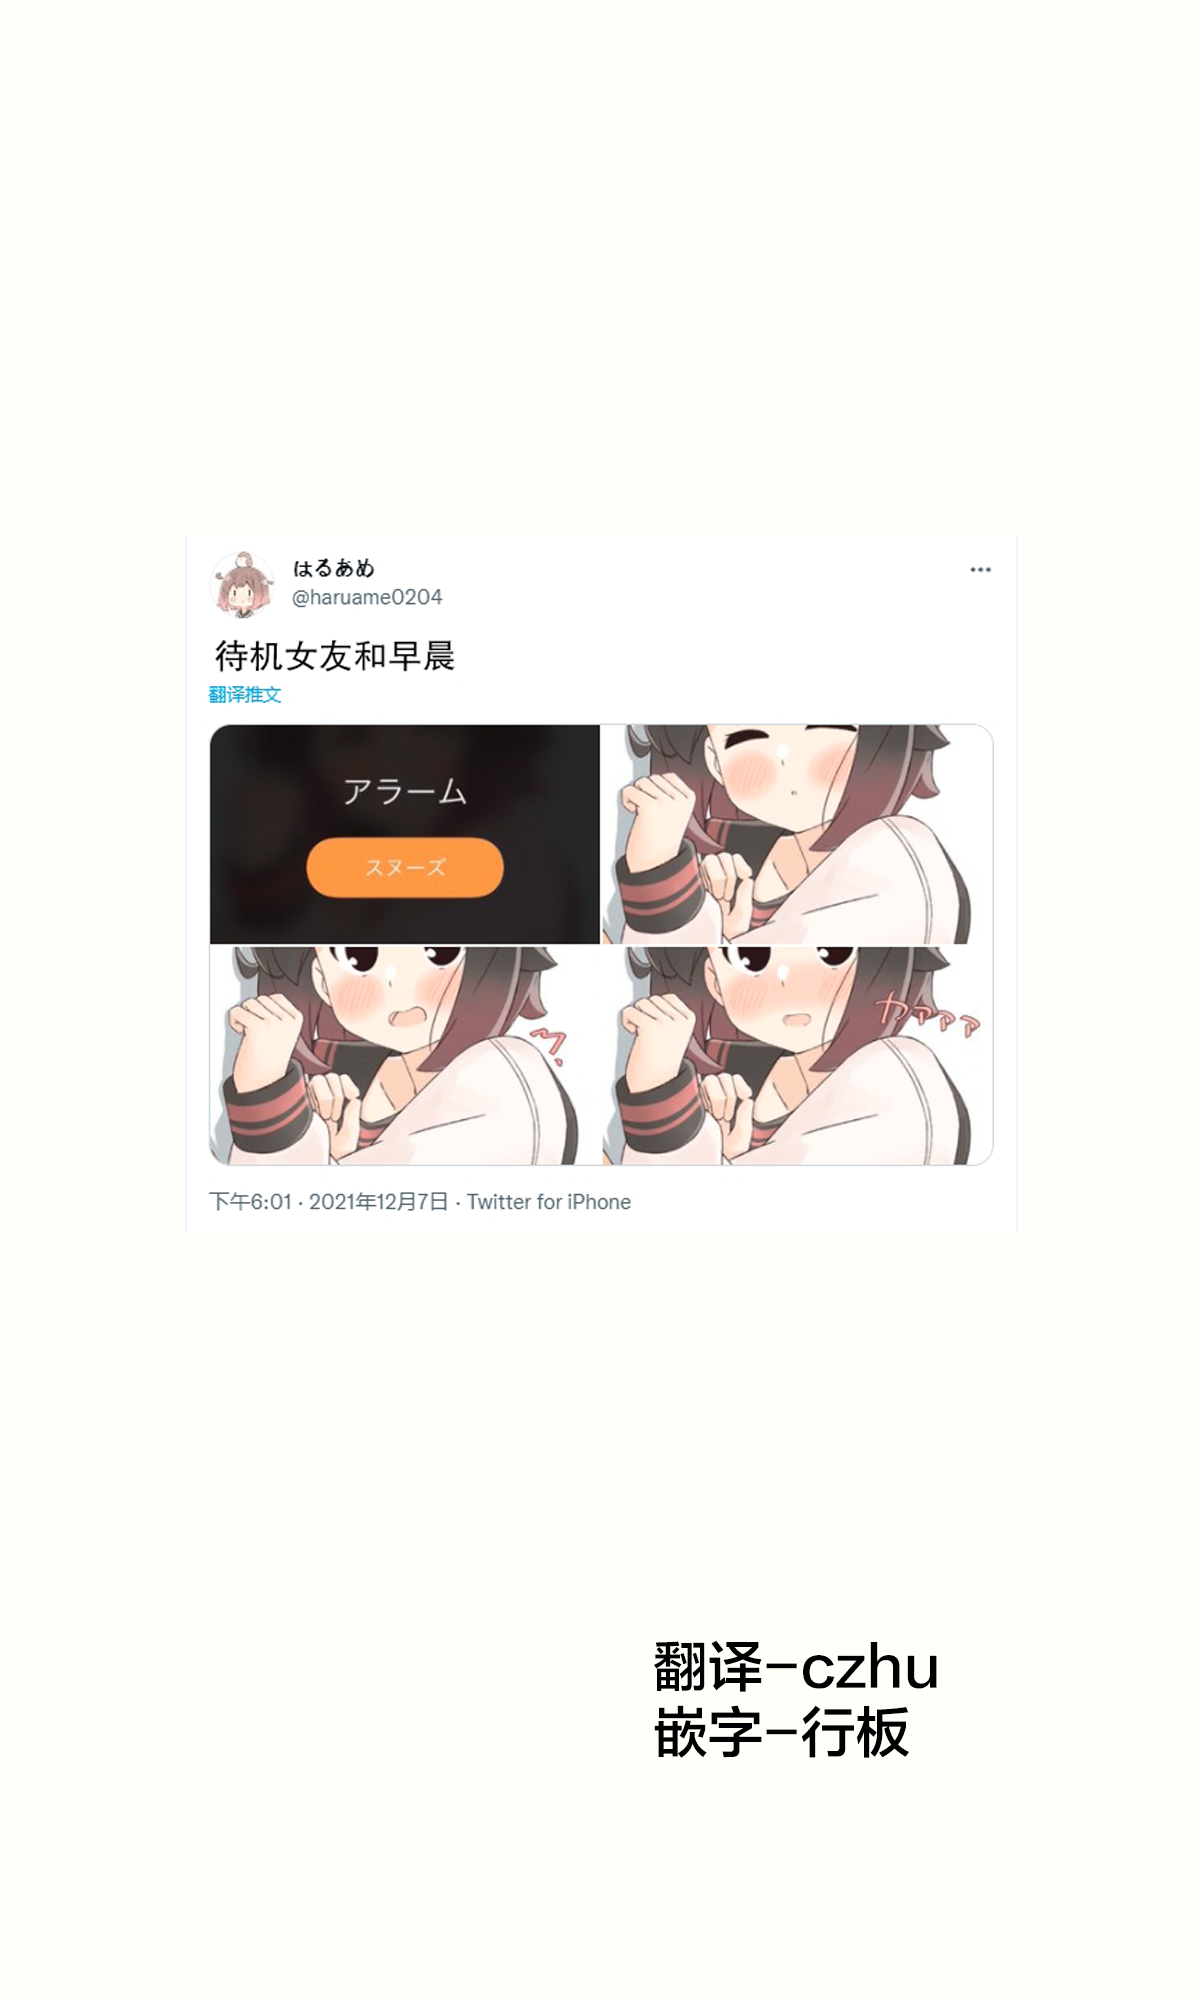 はるあめ
@haruame0204
待机女友和早晨
翻译推文
アラーム
スヌーズ
カァァァ
下午6:01 · 2021年12月7日 · Twitter for iPhone
翻译-czhu
嵌字-行板